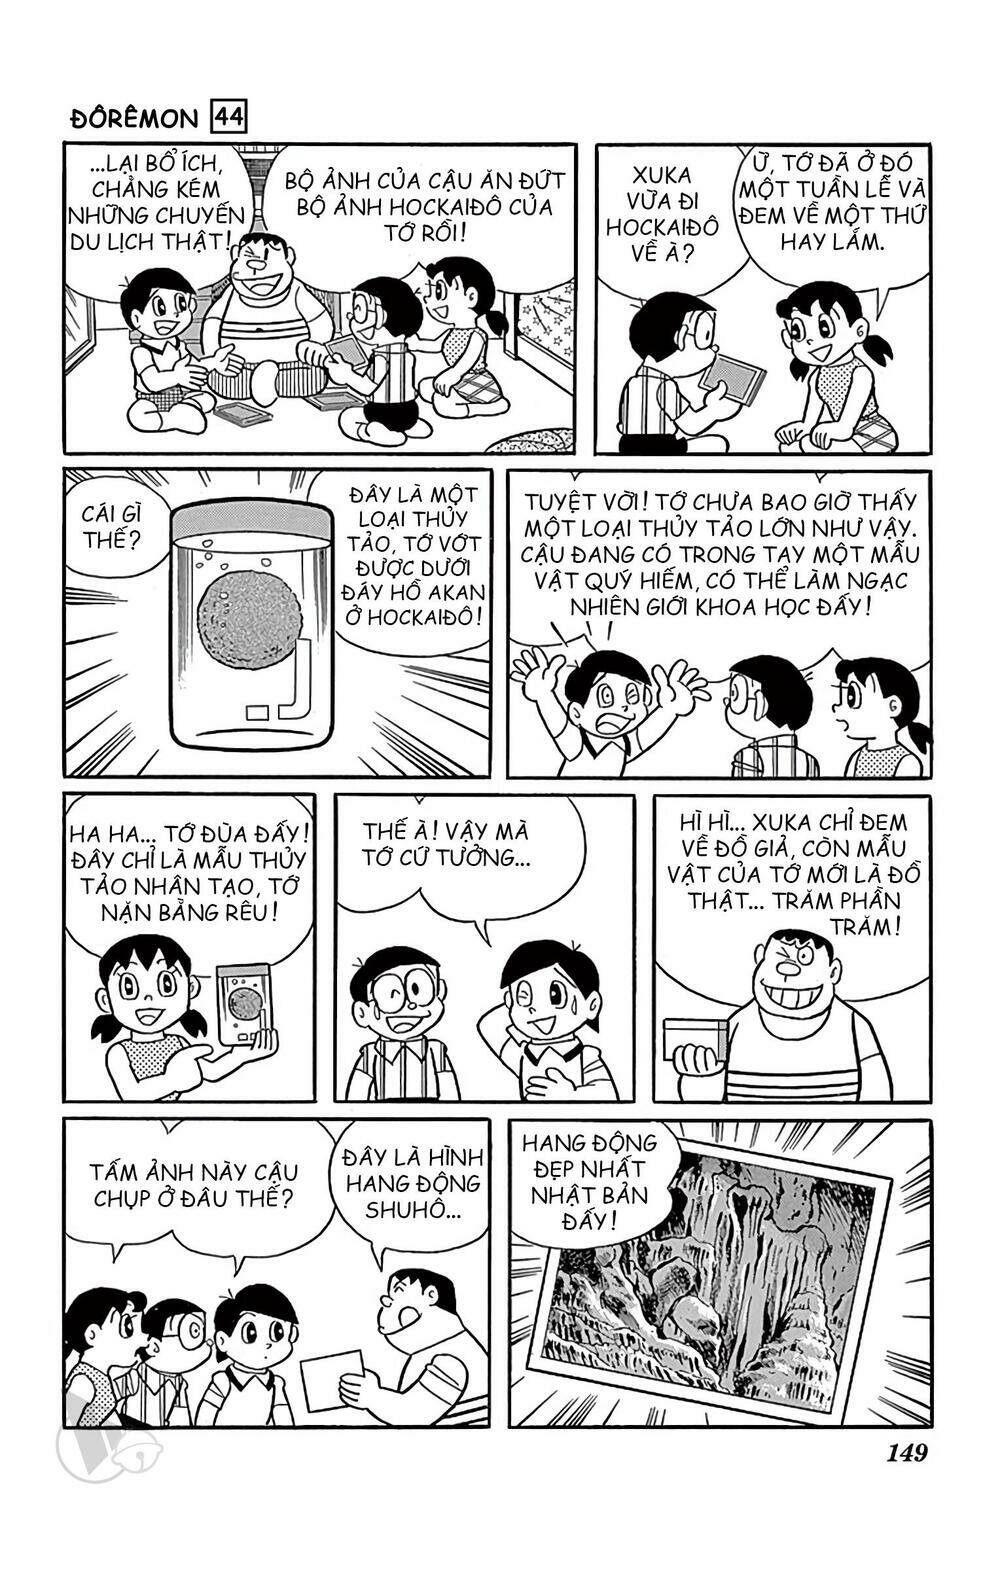 ĐÔRÊMON 44
...LẠI BỔ ÍCH,
CHẲNG KÉM
NHỮNG CHUYẾN
DU LỊCH THẬT!
BỘ ẢNH CỦA CẬU ĂN ĐỨT
BỘ ẢNH HOCKAIĐÔ CỦA
TỚ RỒI!
XUKA
VỪA ĐI
HOCKAIĐÔ
VỀ À?
Ừ, TỚ ĐÃ Ở ĐÓ
MỘT TUẦN LỄ VÀ
ĐEM VỀ MỘT THỨ
HAY LẮM.
CÁI GÌ
THẾ?
ĐÂY LÀ MỘT
LOẠI THỦY
TẢO, TỚ VỚT
ĐƯỢC DƯỚI
ĐÁY HỒ AKAN
Ở HOCKAIĐÔ!
TUYỆT VỜI! TỚ CHƯA BAO GIỜ THẤY
MỘT LOẠI THỦY TẢO LỚN NHƯ VẬY.
CẬU ĐANG CÓ TRONG TAY MỘT MẪU
VẬT QUÝ HIẾM, CÓ THỂ LÀM NGẠC
NHIÊN GIỚI KHOA HỌC ĐẤY!
HA HA... TỚ ĐÙA ĐẤY!
ĐÂY CHỈ LÀ MẪU THỦY
TẢO NHÂN TẠO, TỚ
NẶN BẰNG RÊU!
THẾ À! VẬY MÀ
TỚ CỨ TƯỞNG...
HÌ HÌ... XUKA CHỈ ĐEM
VỀ ĐỒ GIẢ, CÒN MẪU
VẬT CỦA TỚ MỚI LÀ ĐỒ
THẬT... TRĂM PHẦN
TRĂM!
TẤM ẢNH NÀY CẬU
CHỤP Ở ĐÂU THẾ?
ĐÂY LÀ HÌNH
HANG ĐỘNG
SHUHÔ...
HANG ĐỘNG
ĐẸP NHẤT
NHẬT BẢN
ĐẤY!
149